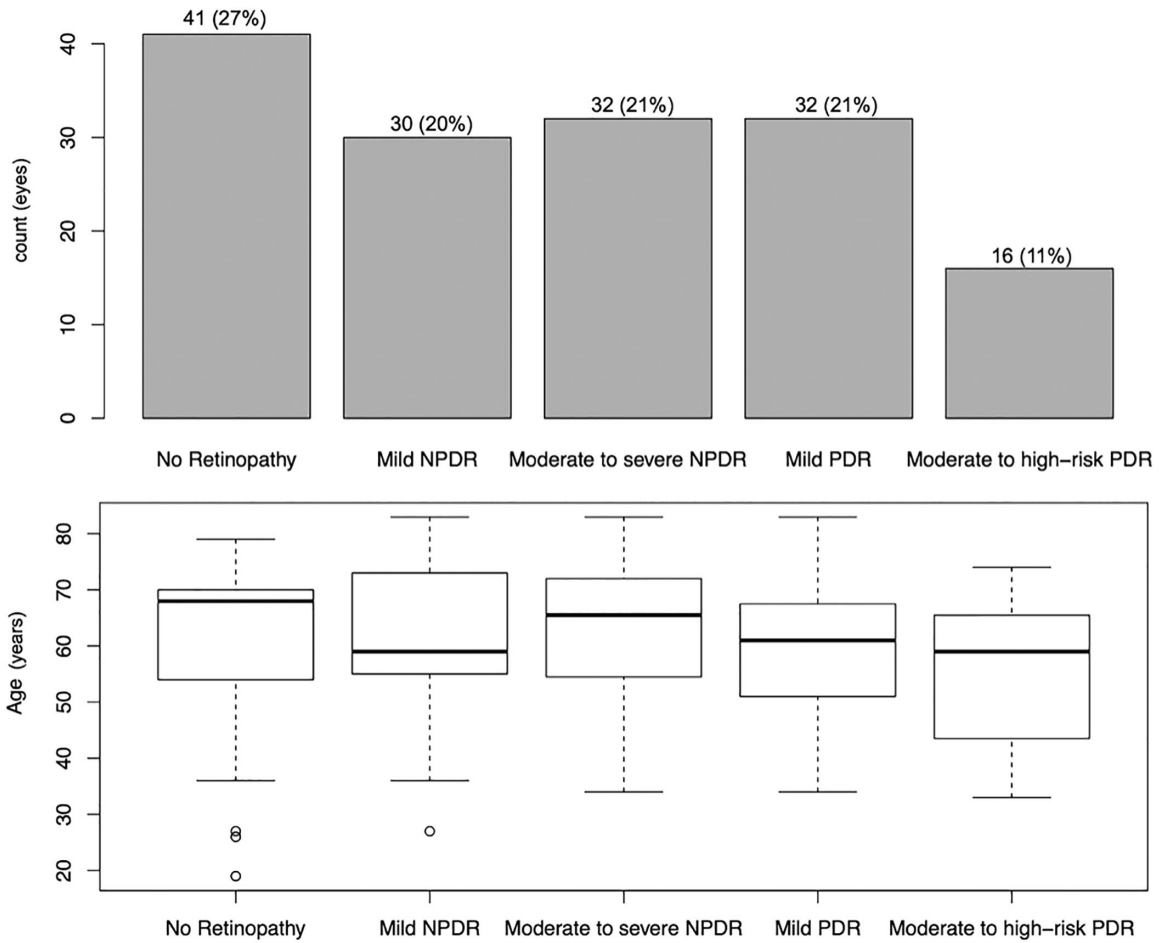 41 (27%)
30 (20%)
32 (21%)
32 (21%)
16 (11%)
count (eyes)
40
30
20
10
0
No Retinopathy
Mild NPDR
Moderate to severe NPDR
Mild PDR
Moderate to high–risk PDR
Age (years)
80
70
60
50
40
30
20
No Retinopathy
Mild NPDR
Moderate to severe NPDR
Mild PDR
Moderate to high–risk PDR